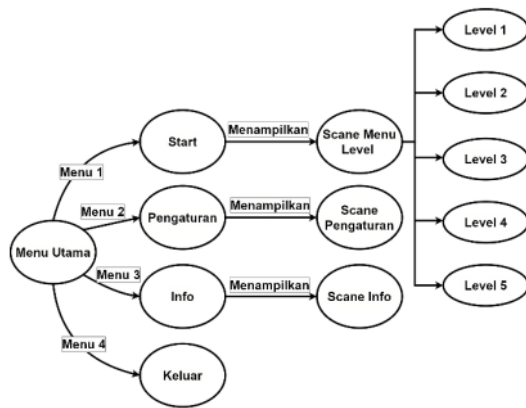 Level 1
Level 2
Menampilkan
Start
Scane Menu
Level
Level 3
Menu 1
Menu 2
Pengaturan
Menampilkan
Scane
Pengaturan
Level 4
Menu Utama
Menu 3
Info
Menampilkan
Scane Info
Level 5
Menu 4
Keluar